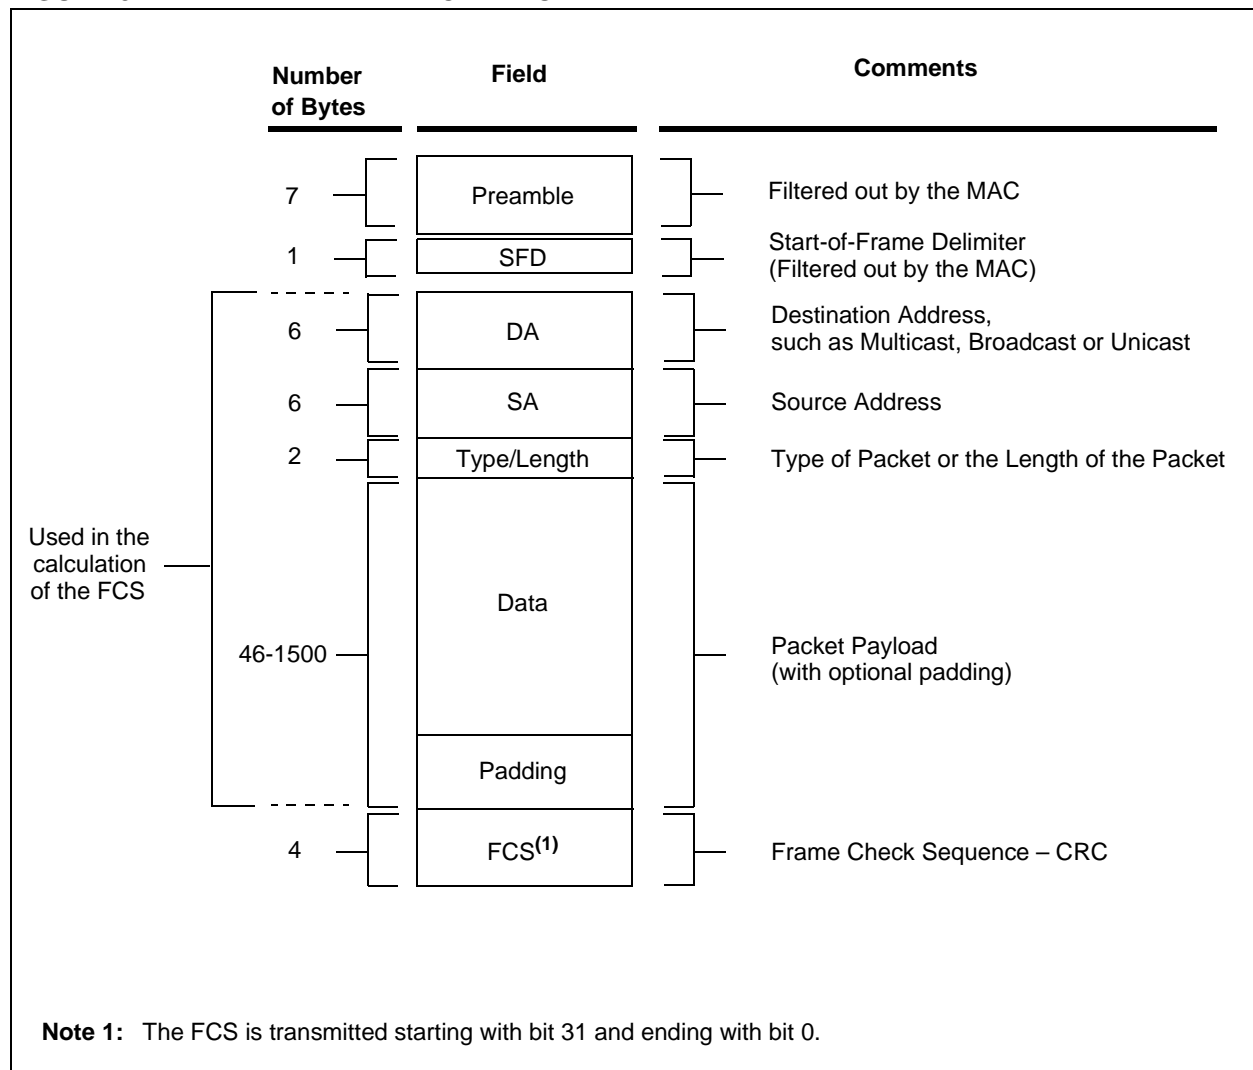 Number
of Bytes
Field
Comments
7
Preamble
Filtered out by the MAC
1
SFD
Start-of-Frame Delimiter
(Filtered out by the MAC)
6
DA
Destination Address,
such as Multicast, Broadcast or Unicast
6
SA
Source Address
2
Type/Length
Type of Packet or the Length of the Packet
Used in the
calculation
of the FCS
46-1500
Data
Packet Payload
(with optional padding)
Padding
4
FCS(1)
Frame Check Sequence – CRC
Note 1: The FCS is transmitted starting with bit 31 and ending with bit 0.